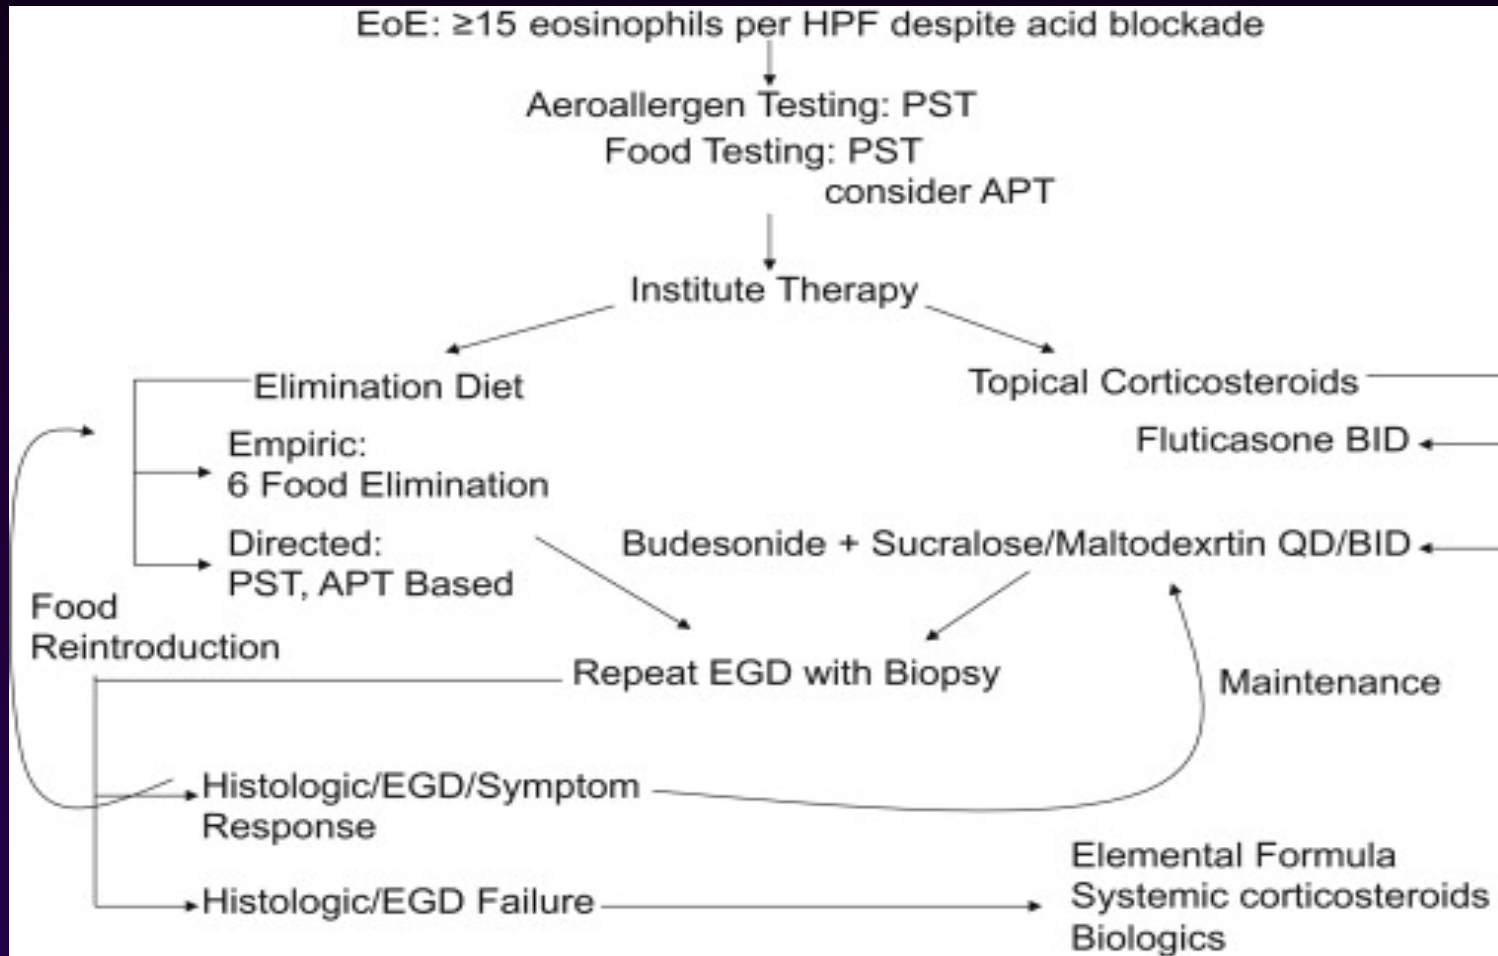 EoE: ≥15 eosinophils per HPF despite acid blockade
Aeroallergen Testing: PST
Food Testing: PST
consider APT
Institute Therapy
Elimination Diet
Topical Corticosteroids
Empiric:
6 Food Elimination
Fluticasone BID
Directed:
PST, APT Based
Budesonide + Sucralose/Maltodexrtin QD/BID
Food
Reintroduction
Repeat EGD with Biopsy
Maintenance
Histologic/EGD/Symptom
Response
Histologic/EGD Failure
Elemental Formula
Systemic corticosteroids
Biologics